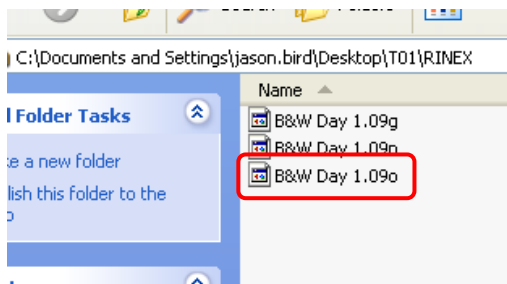 C:\Documents and Settings\jason.bird\Desktop\T01\RINEX
Name
Folder Tasks
B&W Day 1.09g
a new folder
B&W Day 1.09n
this folder to the
B&W Day 1.09o